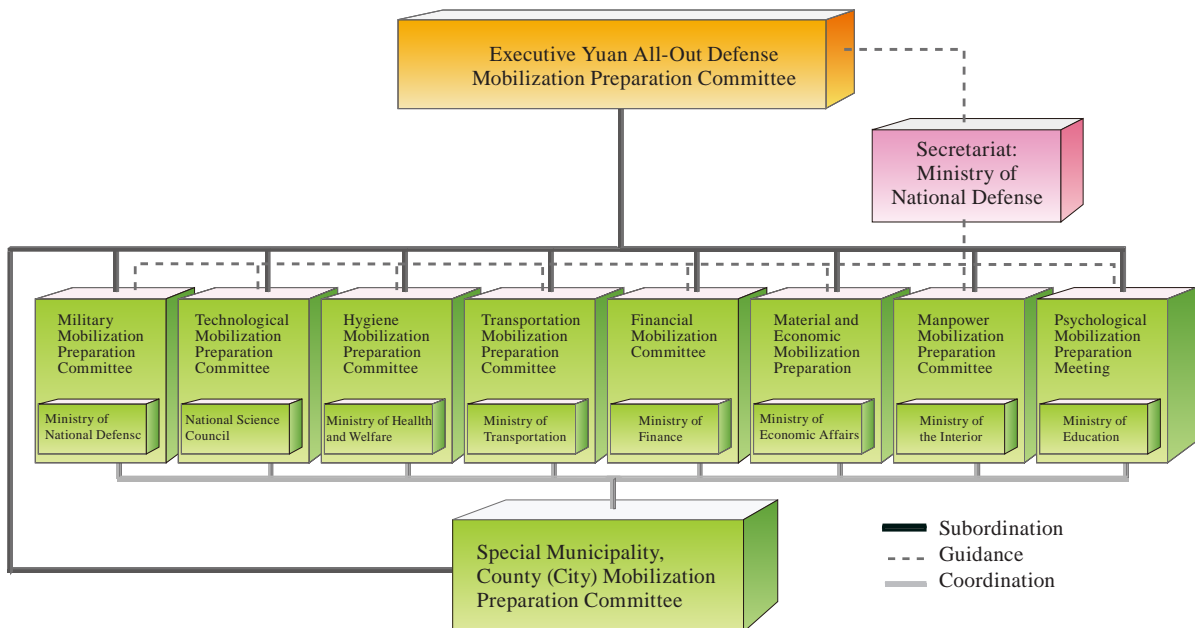 Executive Yuan All-Out Defense
Mobilization Preparation Committee
Secretariat:
Ministry of
National Defense
Military
Mobilization
Preparation
Committee
Ministry of
National Defensc
Technological
Mobilization
Preparation
Committee
National Science
Council
Hygiene
Mobilization
Preparation
Committee
Ministry of Heallth
and Welfare
Transportation
Mobilization
Preparation
Committee
Ministry of
Transportation
Financial
Mobilization
Committee
Ministry of
Finance
Material and
Economic
Mobilization
Preparation
Ministry of
Economic Affairs
Manpower
Mobilization
Preparation
Committee
Ministry of
the Interior
Psychological
Mobilization
Preparation
Meeting
Ministry of
Education
Special Municipality,
County (City) Mobilization
Preparation Committee
Subordination
Guidance
Coordination